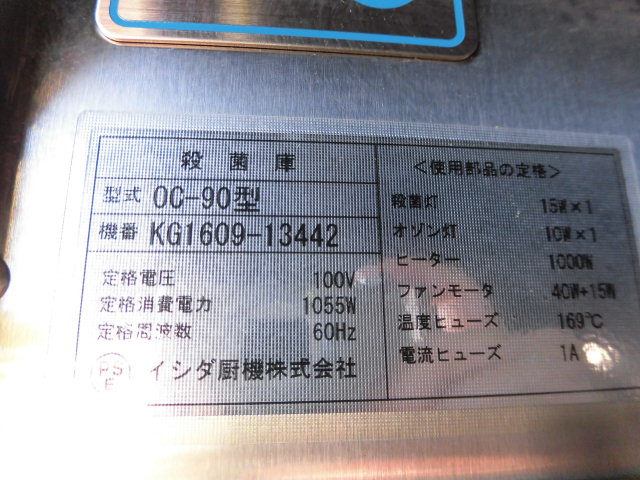 殺菌庫
型式 OC-90型
機番 KG1609-13442
定格電圧 100V
定格消費電力 1055W
定格周波数 60Hz
PS
E
イシダ厨機株式会社
＜使用部品の定格＞
殺菌灯 15W×1
オゾン灯 10W×1
ヒーター 1000W
ファンモータ 40W+15W
温度ヒューズ 169℃
電流ヒューズ 1A